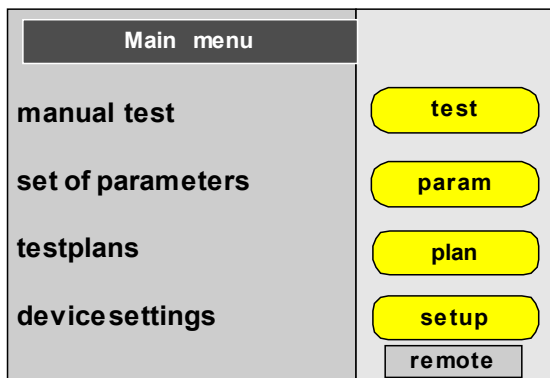 Main menu
manual test test
set of parameters param
testplans plan
devicesettings setup
remote